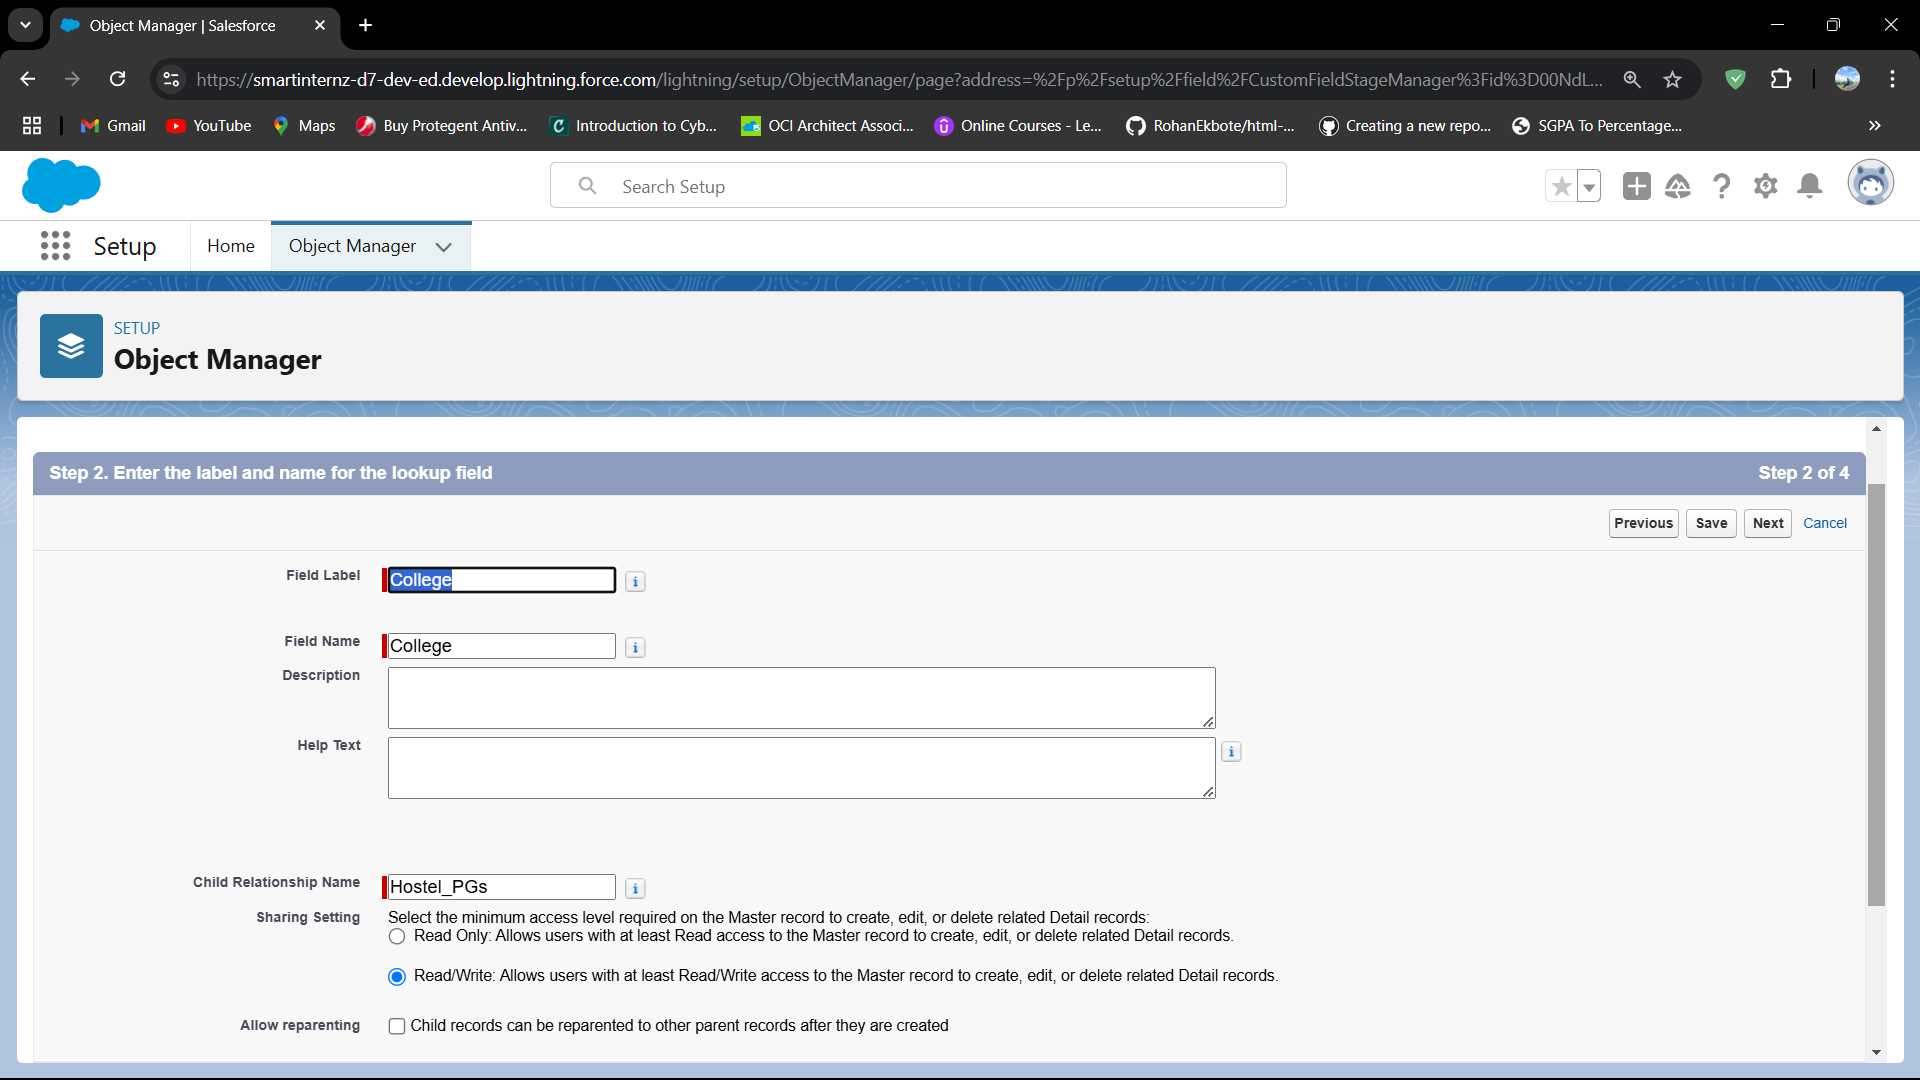 Object Manager | Salesforce
https://smartinternz-d7-dev-ed.develop.lightning.force.com/lightning/setup/ObjectManager/page?address=%2Fp%2Fsetup%2Ffield%2FCustomFieldStageManager%3Fid%3D00NdL...
Gmail YouTube Maps Buy Protegent Antiv... Introduction to Cyb... OCI Architect Associ... Online Courses - Le... RohanEkbote/html-... Creating a new repo... SGPA To Percentage...
Search Setup
Setup Home Object Manager
SETUP
Object Manager
Step 2. Enter the label and name for the lookup field Step 2 of 4
Previous Save Next Cancel
Field Label College i
Field Name College i
Description
Help Text i
Child Relationship Name Hostel_PGs i
Sharing Setting Select the minimum access level required on the Master record to create, edit, or delete related Detail records:
Read Only: Allows users with at least Read access to the Master record to create, edit, or delete related Detail records.
Read/Write: Allows users with at least Read/Write access to the Master record to create, edit, or delete related Detail records.
Allow reparenting Child records can be reparented to other parent records after they are created